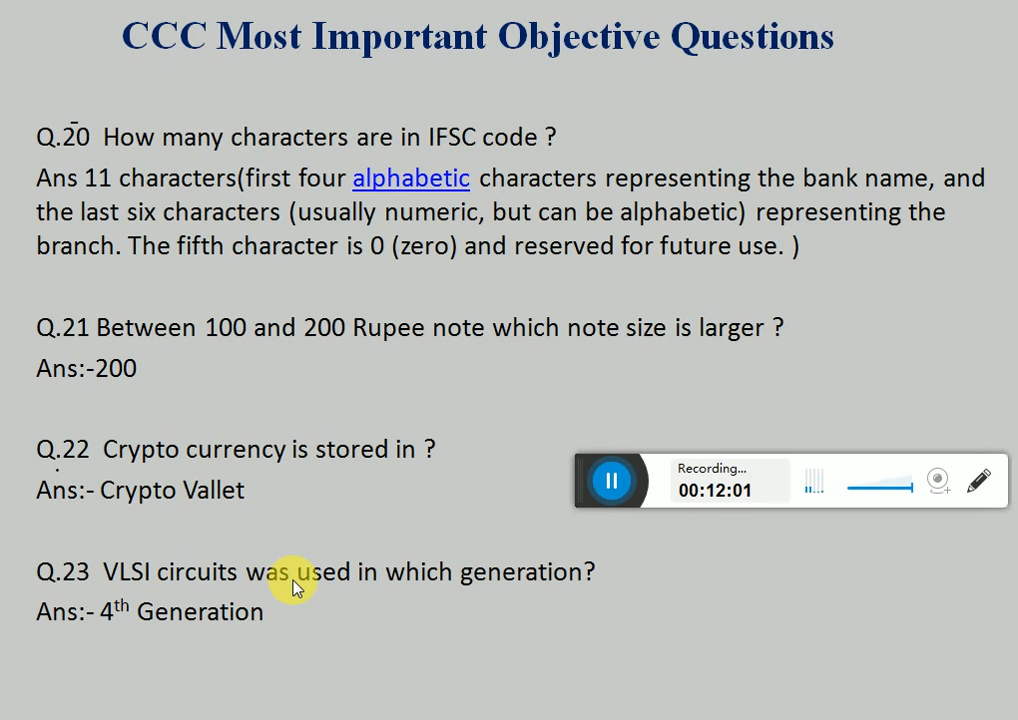 CCC Most Important Objective Questions
Q.20 How many characters are in IFSC code ?
Ans 11 characters(first four alphabetic characters representing the bank name, and
the last six characters (usually numeric, but can be alphabetic) representing the
branch. The fifth character is 0 (zero) and reserved for future use. )
Q.21 Between 100 and 200 Rupee note which note size is larger ?
Ans:-200
Q.22 Crypto currency is stored in ?
Ans:- Crypto Vallet
Recording...
00:12:01
Q.23 VLSI circuits was used in which generation?
Ans:- 4th Generation